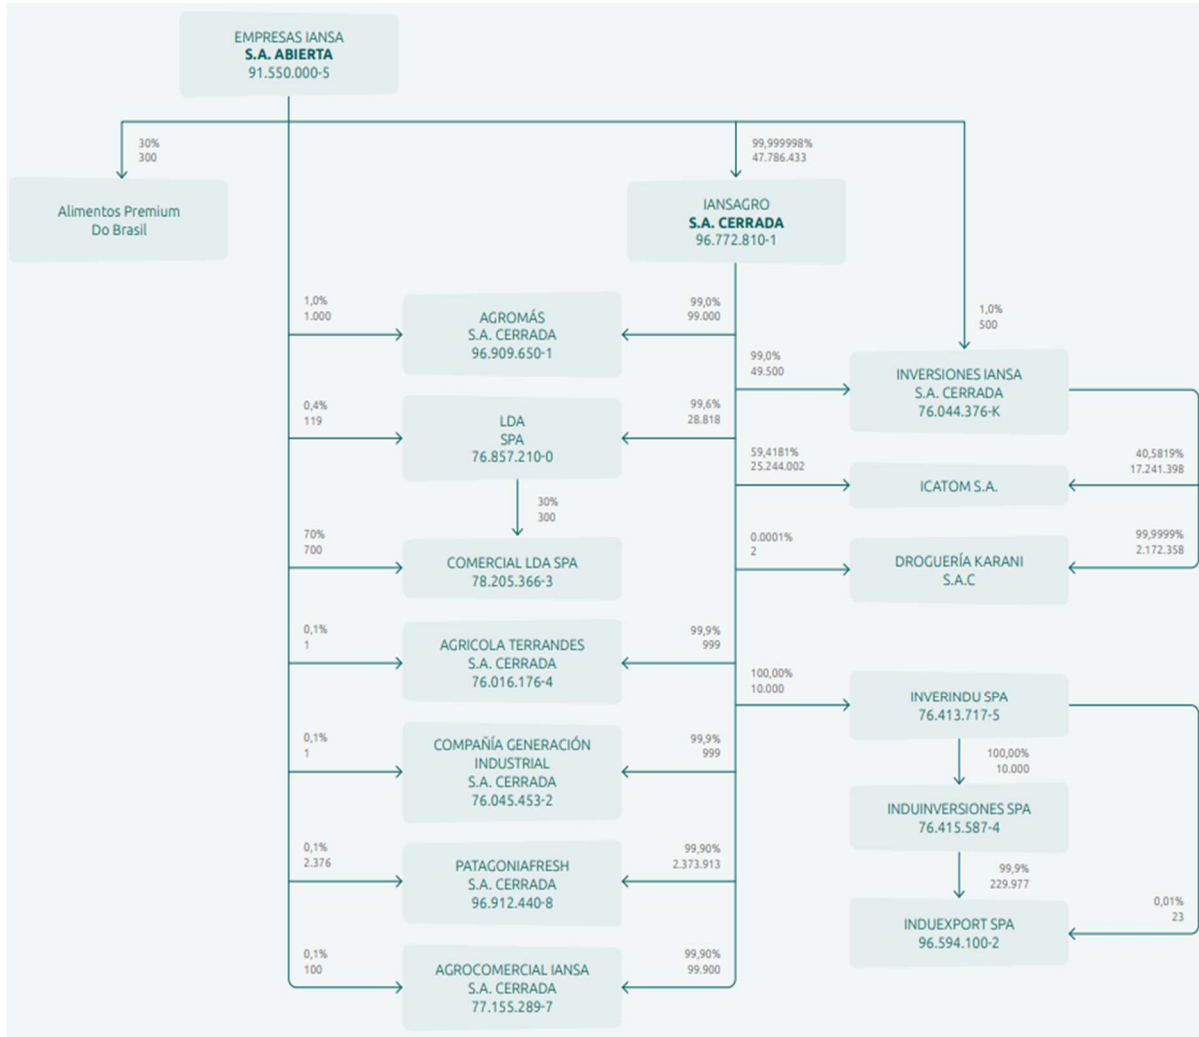 EMPRESAS IANSA
S.A. ABIERTA
91.550.000-5
30%
300
99,999998%
47.786.433
Alimentos Premium
Do Brasil
IANSAGRO
S.A. CERRADA
96.772.810-1
1,0%
1.000
AGROMÁS
S.A. CERRADA
96.909.650-1
99,0%
99.000
1,0%
500
99,0%
49.500
INVERSIONES IANSA
S.A. CERRADA
76.044.376-K
0,4%
119
LDA
SPA
76.857.210-0
99,6%
28.818
59,4181%
25.244.002
ICATOM S.A.
40,5819%
17.241.398
30%
300
70%
700
COMERCIAL LDA SPA
78.205.366-3
0.0001%
2
DROGUERÍA KARANI
S.A.C
99,9999%
2.172.358
0,1%
1
AGRICOLA TERRANDES
S.A. CERRADA
76.016.176-4
99,9%
999
100,00%
10.000
INVERINDU SPA
76.413.717-5
0,1%
1
COMPAÑÍA GENERACIÓN
INDUSTRIAL
S.A. CERRADA
76.045.453-2
99,9%
999
100,00%
10.000
INDUINVERSIONES SPA
76.415.587-4
0,1%
2.376
PATAGONIAFRESH
S.A. CERRADA
96.912.440-8
99,90%
2.373.913
99,9%
229.977
0,01%
23
INDUEXPORT SPA
96.594.100-2
0,1%
100
AGROCOMERCIAL IANSA
S.A. CERRADA
77.155.289-7
99,90%
99.900